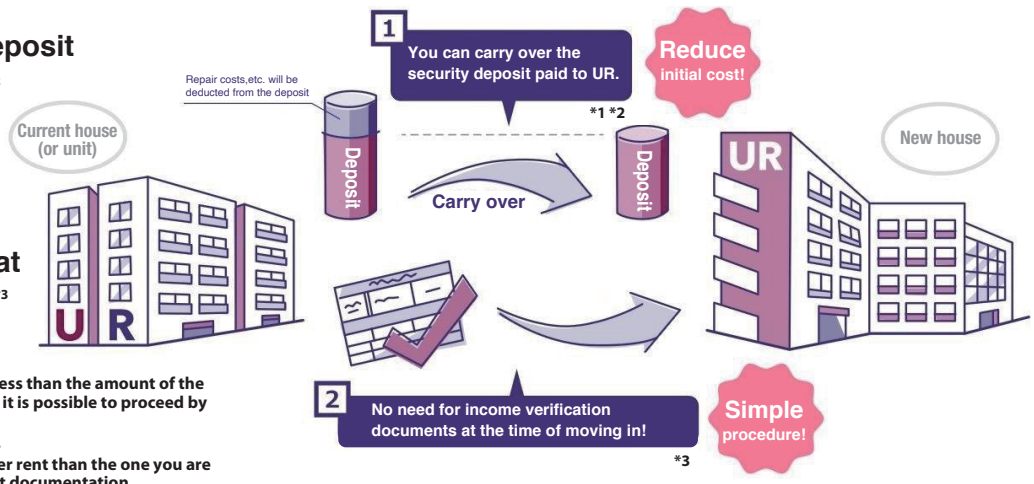 eposit
Current house
(or unit)
Repair costs,etc. will be
deducted from the deposit
Deposit
1
You can carry over the
security deposit paid to UR.
*1 *2
Reduce
initial cost!
Carry over
Deposit
UR
New house
at
*3
UR
2
No need for income verification
documents at the time of moving in!
*3
Simple
procedure!
ess than the amount of the
it is possible to proceed by
er rent than the one you are
t documentation